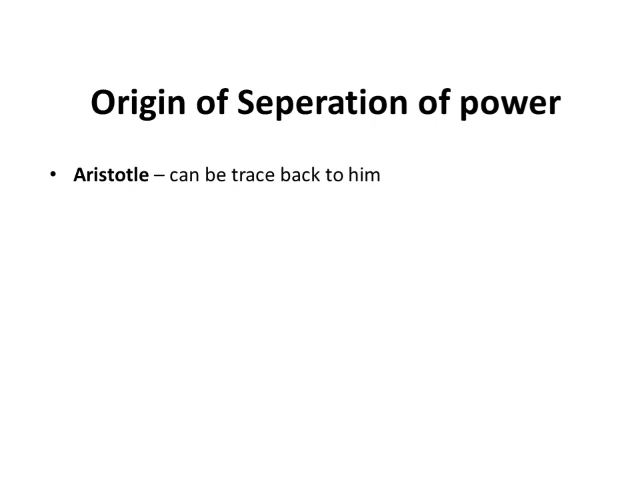 Origin of Seperation of power
• Aristotle – can be trace back to him